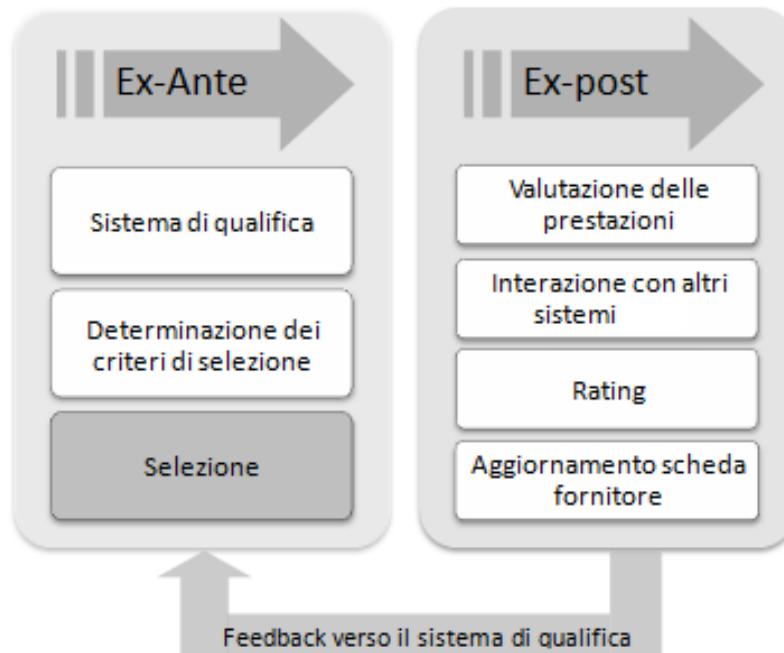 Ex-Ante
Sistema di qualifica
Determinazione dei
criteri di selezione
Selezione
Ex-post
Valutazione delle
prestazioni
Interazione con altri
sistemi
Rating
Aggiornamento scheda
fornitore
Feedback verso il sistema di qualifica